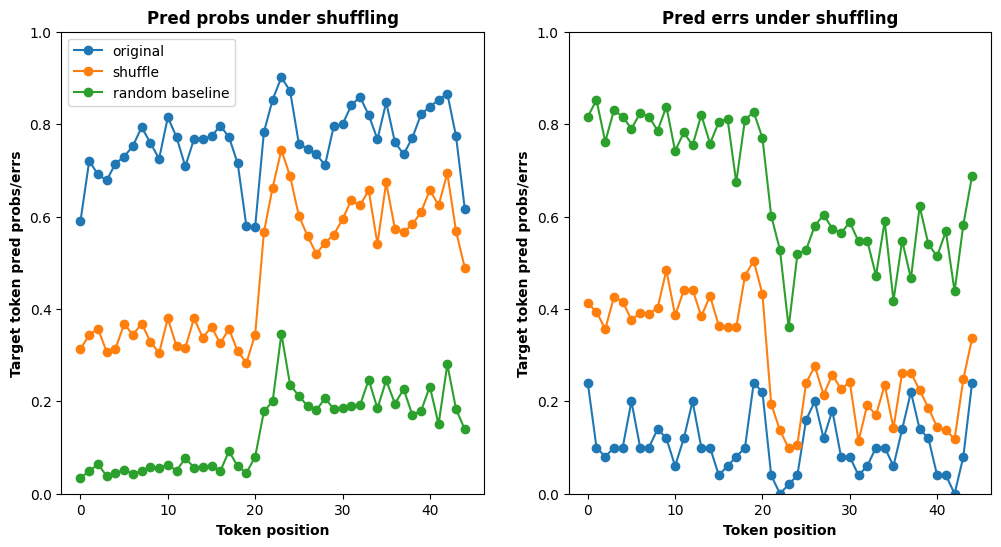 Pred probs under shuffling
Target token pred probs/errs
1.0
0.8
0.6
0.4
0.2
0.0
original
shuffle
random baseline
0
10
20
30
40
Token position
Pred errs under shuffling
Target token pred probs/errs
1.0
0.8
0.6
0.4
0.2
0.0
0
10
20
30
40
Token position